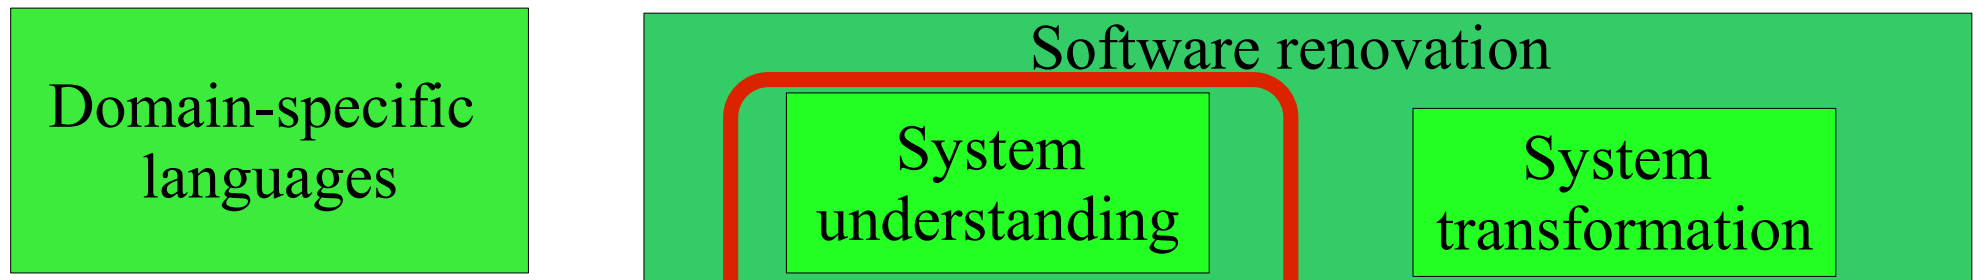 Domain-specific
languages
Software renovation
System
understanding
System
transformation